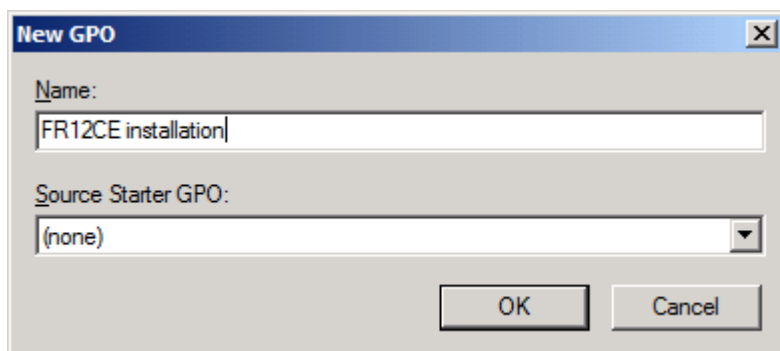 New GPO
Name:
FR12CE installation
Source Starter GPO:
(none)
OK Cancel